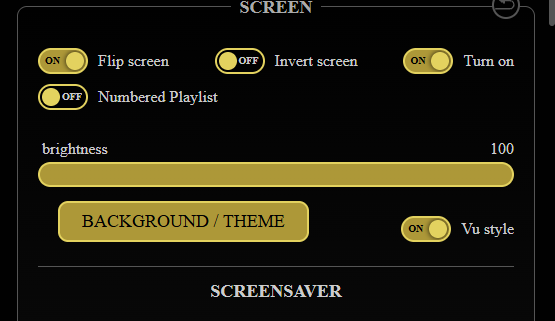 SCREEN
ON Flip screen OFF Invert screen ON Turn on
OFF Numbered Playlist
brightness 100
BACKGROUND / THEME ON Vu style
SCREENSAVER